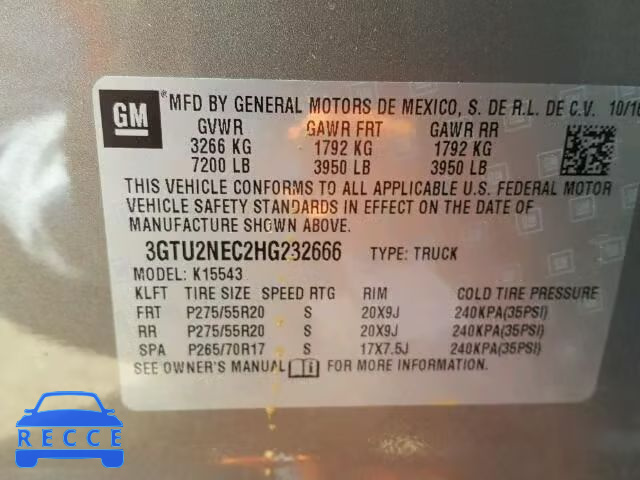 GM ® MFD BY GENERAL MOTORS DE MEXICO, S. DE R.L. DE C.V. 10/16
GVWR GAWR FRT GAWR RR
3266 KG 1792 KG 1792 KG
7200 LB 3950 LB 3950 LB
THIS VEHICLE CONFORMS TO ALL APPLICABLE U.S. FEDERAL MOTOR
VEHICLE SAFETY STANDARDS IN EFFECT ON THE DATE OF
MANUFACTURE SHOWN ABOVE.
3GTU2NEC2HG232666 TYPE: TRUCK
MODEL: K15543
KLFT TIRE SIZE SPEED RTG RIM COLD TIRE PRESSURE
FRT P275/55R20 S 20X9J 240KPA(35PSI)
RR P275/55R20 S 20X9J 240KPA(35PSI)
SPA P265/70R17 S 17X7.5J 240KPA(35PSI)
SEE OWNER'S MANUAL FOR MORE INFORMATION.
RECCE